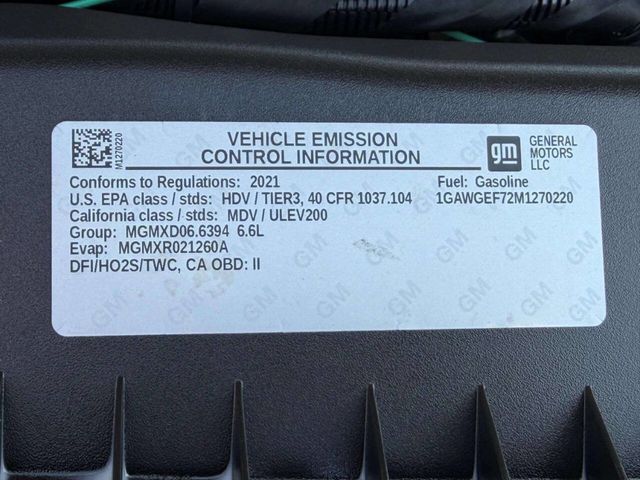 M1270220
VEHICLE EMISSION
CONTROL INFORMATION
gm
GENERAL
MOTORS
LLC
Conforms to Regulations: 2021
Fuel: Gasoline
U.S. EPA class / stds: HDV / TIER3, 40 CFR 1037.104
1GAWGEF72M1270220
California class / stds: MDV / ULEV200
Group: MGMXD06.6394 6.6L
Evap: MGMXR021260A
DFI/HO2S/TWC, CA OBD: II